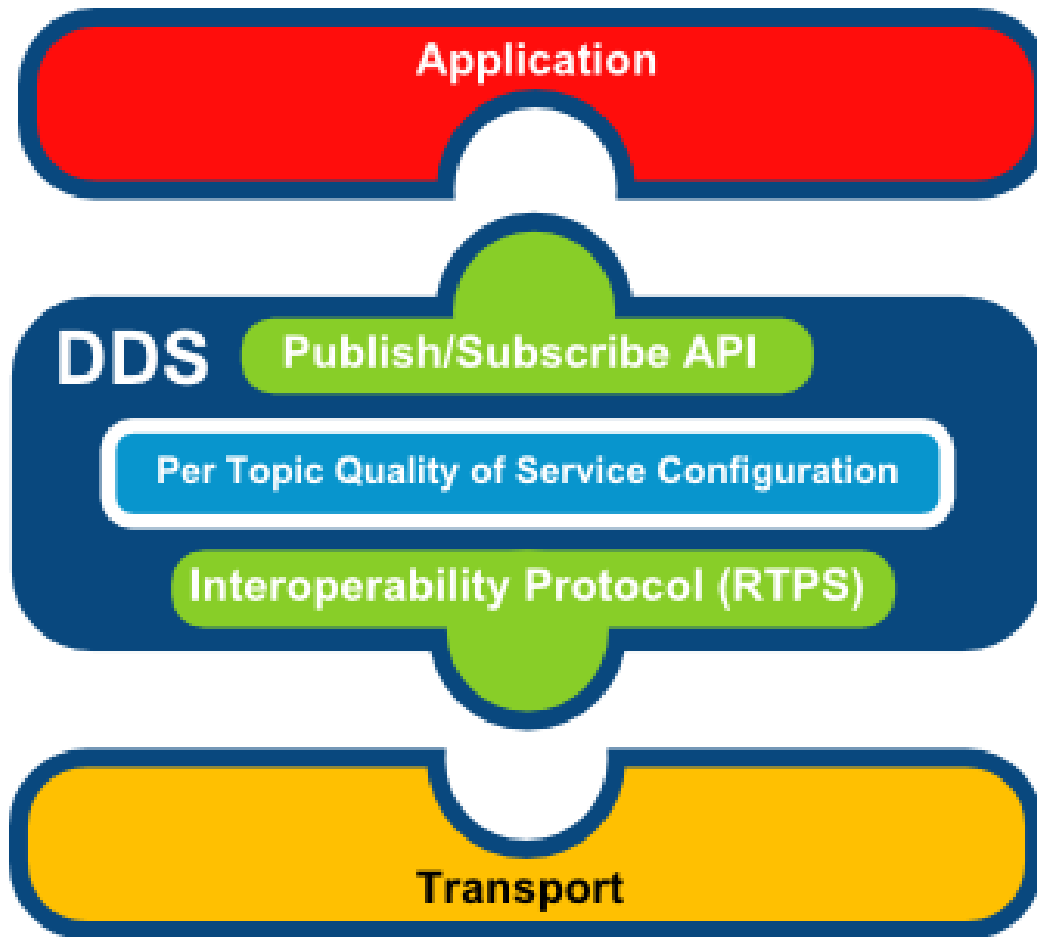 Application
DDS
Publish/Subscribe API
Per Topic Quality of Service Configuration
Interoperability Protocol (RTPS)
Transport